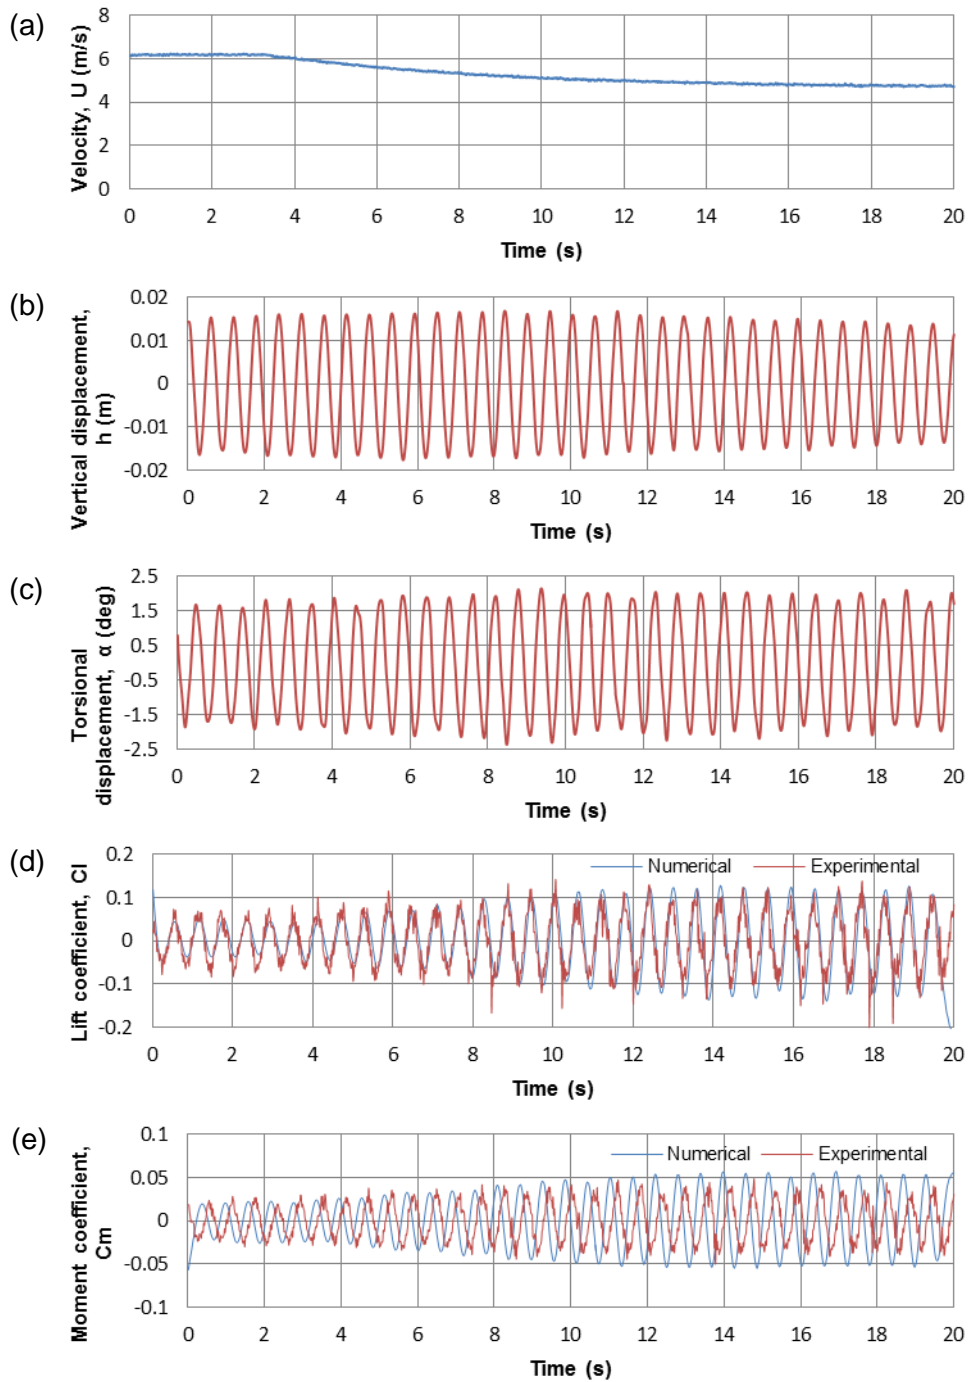 (a)
Velocity, U (m/s)
8
6
4
2
0
0 2 4 6 8 10 12 14 16 18 20
Time (s)
(b)
Vertical displacement,
h (m)
0.02
0.01
0
-0.01
-0.02
0 2 4 6 8 10 12 14 16 18 20
Time (s)
(c)
Torsional
displacement, α (deg)
2.5
1.5
0.5
-0.5
-1.5
-2.5
0 2 4 6 8 10 12 14 16 18 20
Time (s)
(d)
Lift coefficient, Cl
0.2
0.1
0
-0.1
-0.2
Numerical Experimental
0 2 4 6 8 10 12 14 16 18 20
Time (s)
(e)
Moment coefficient,
Cm
0.1
0.05
0
-0.05
-0.1
Numerical Experimental
0 2 4 6 8 10 12 14 16 18 20
Time (s)